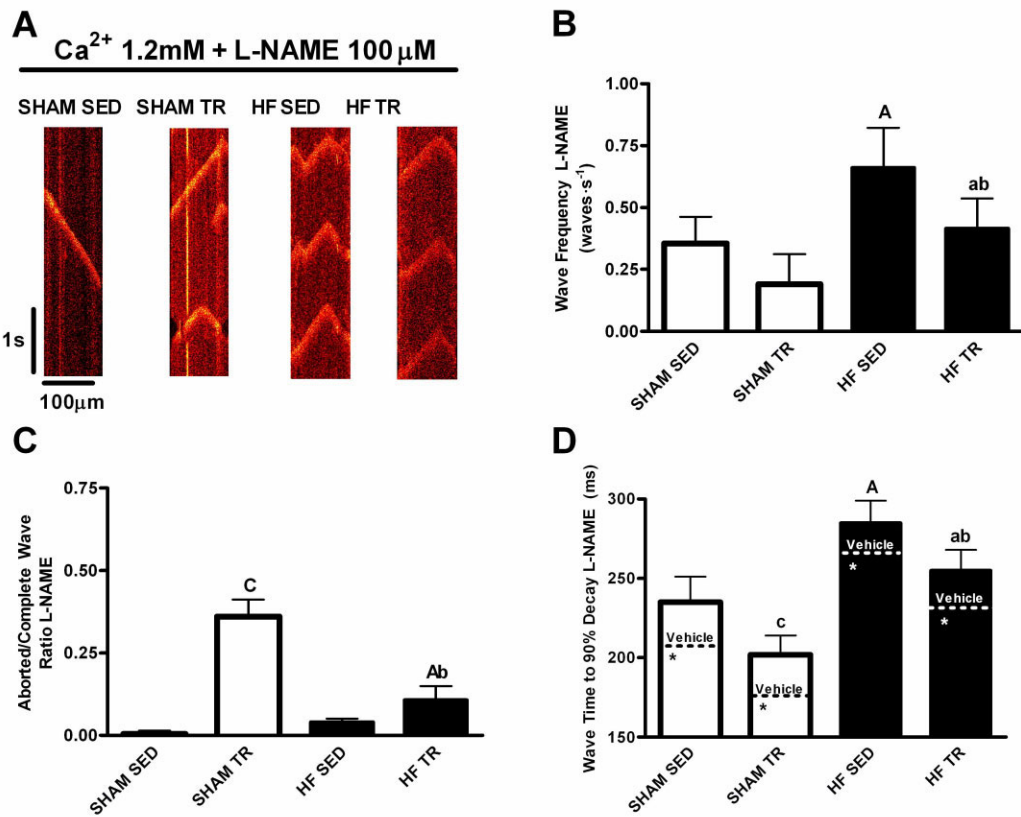 A
Ca²⁺ 1.2mM + L-NAME 100 μM
SHAM SED SHAM TR HF SED HF TR
1s
100μm
B
Wave Frequency L-NAME
(waves·s⁻¹)
1.00
0.75
0.50
0.25
0.00
A
ab
SHAM SED
SHAM TR
HF SED
HF TR
C
Aborted/Complete Wave
Ratio L-NAME
0.75
0.50
0.25
0.00
C
Ab
SHAM SED
SHAM TR
HF SED
HF TR
D
Wave Time to 90% Decay L-NAME (ms)
300
250
200
150
A
ab
c
Vehicle
*
Vehicle
*
Vehicle
*
Vehicle
*
SHAM SED
SHAM TR
HF SED
HF TR